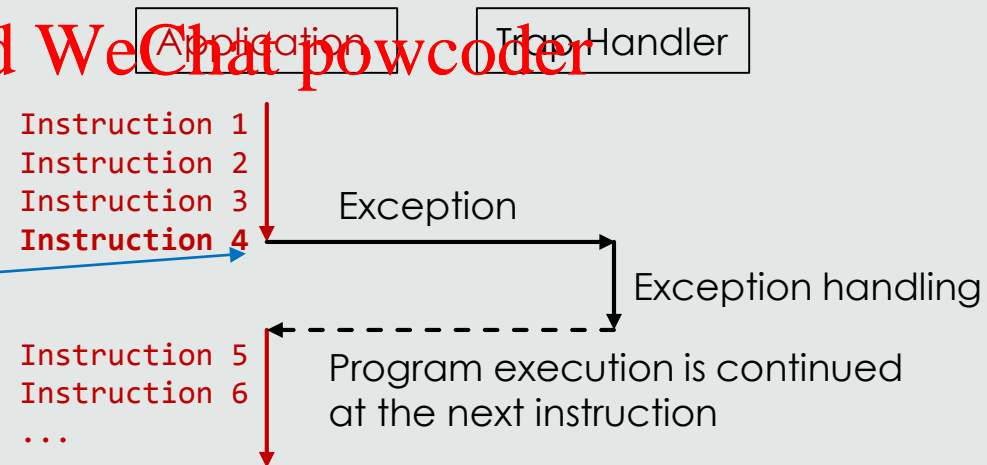 Application
Trap Handler
d WeChat powcoder
Instruction 1
Instruction 2
Instruction 3
Instruction 4
Exception
Exception handling
Instruction 5
Instruction 6
...
Program execution is continued
at the next instruction